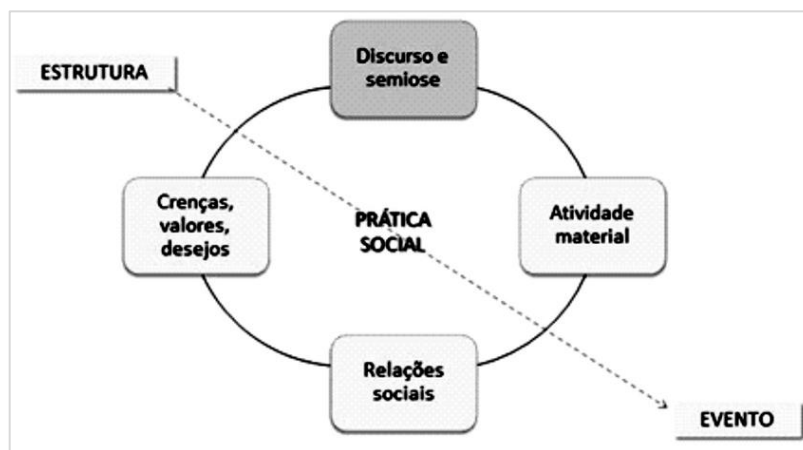 Discurso e
semiose
ESTRUTURA
Crenças,
valores,
desejos
PRÁTICA
SOCIAL
Atividade
material
Relações
sociais
EVENTO